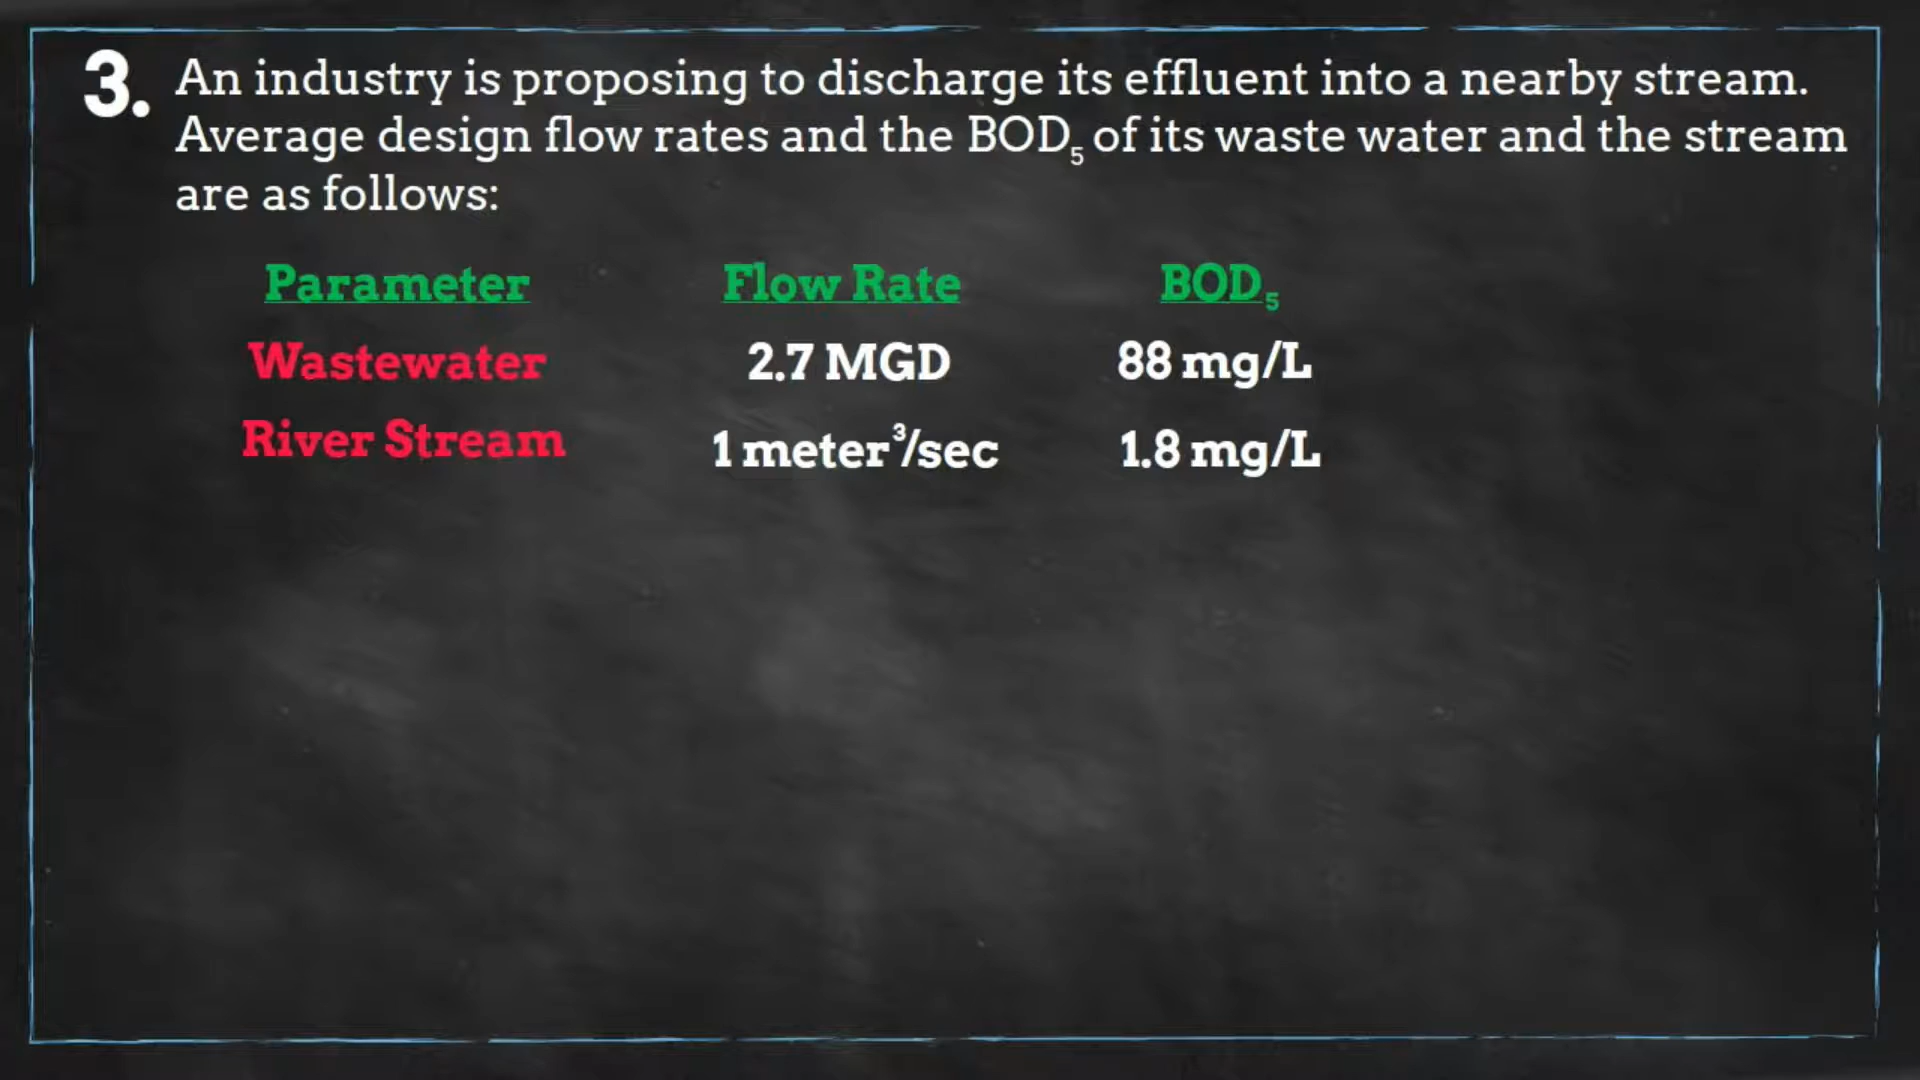 3. An industry is proposing to discharge its effluent into a nearby stream.
Average design flow rates and the BOD₅ of its waste water and the stream
are as follows:
Parameter Flow Rate BOD₅
Wastewater 2.7 MGD 88 mg/L
River Stream 1 meter³/sec 1.8 mg/L